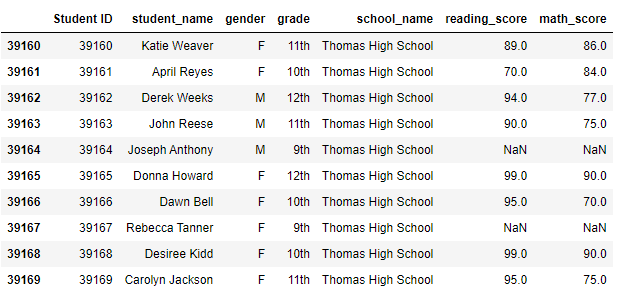 Student ID student_name gender grade school_name reading_score math_score
39160 39160 Katie Weaver F 11th Thomas High School 89.0 86.0
39161 39161 April Reyes F 10th Thomas High School 70.0 84.0
39162 39162 Derek Weeks M 12th Thomas High School 94.0 77.0
39163 39163 John Reese M 11th Thomas High School 90.0 75.0
39164 39164 Joseph Anthony M 9th Thomas High School NaN NaN
39165 39165 Donna Howard F 12th Thomas High School 99.0 90.0
39166 39166 Dawn Bell F 10th Thomas High School 95.0 70.0
39167 39167 Rebecca Tanner F 9th Thomas High School NaN NaN
39168 39168 Desiree Kidd F 10th Thomas High School 99.0 90.0
39169 39169 Carolyn Jackson F 11th Thomas High School 95.0 75.0